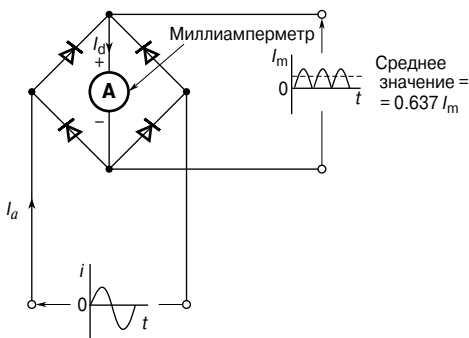 I_d
+
Миллиамперметр
A
−
I_a
I_m
0
t
Среднее
значение =
= 0.637 I_m
i
0
t